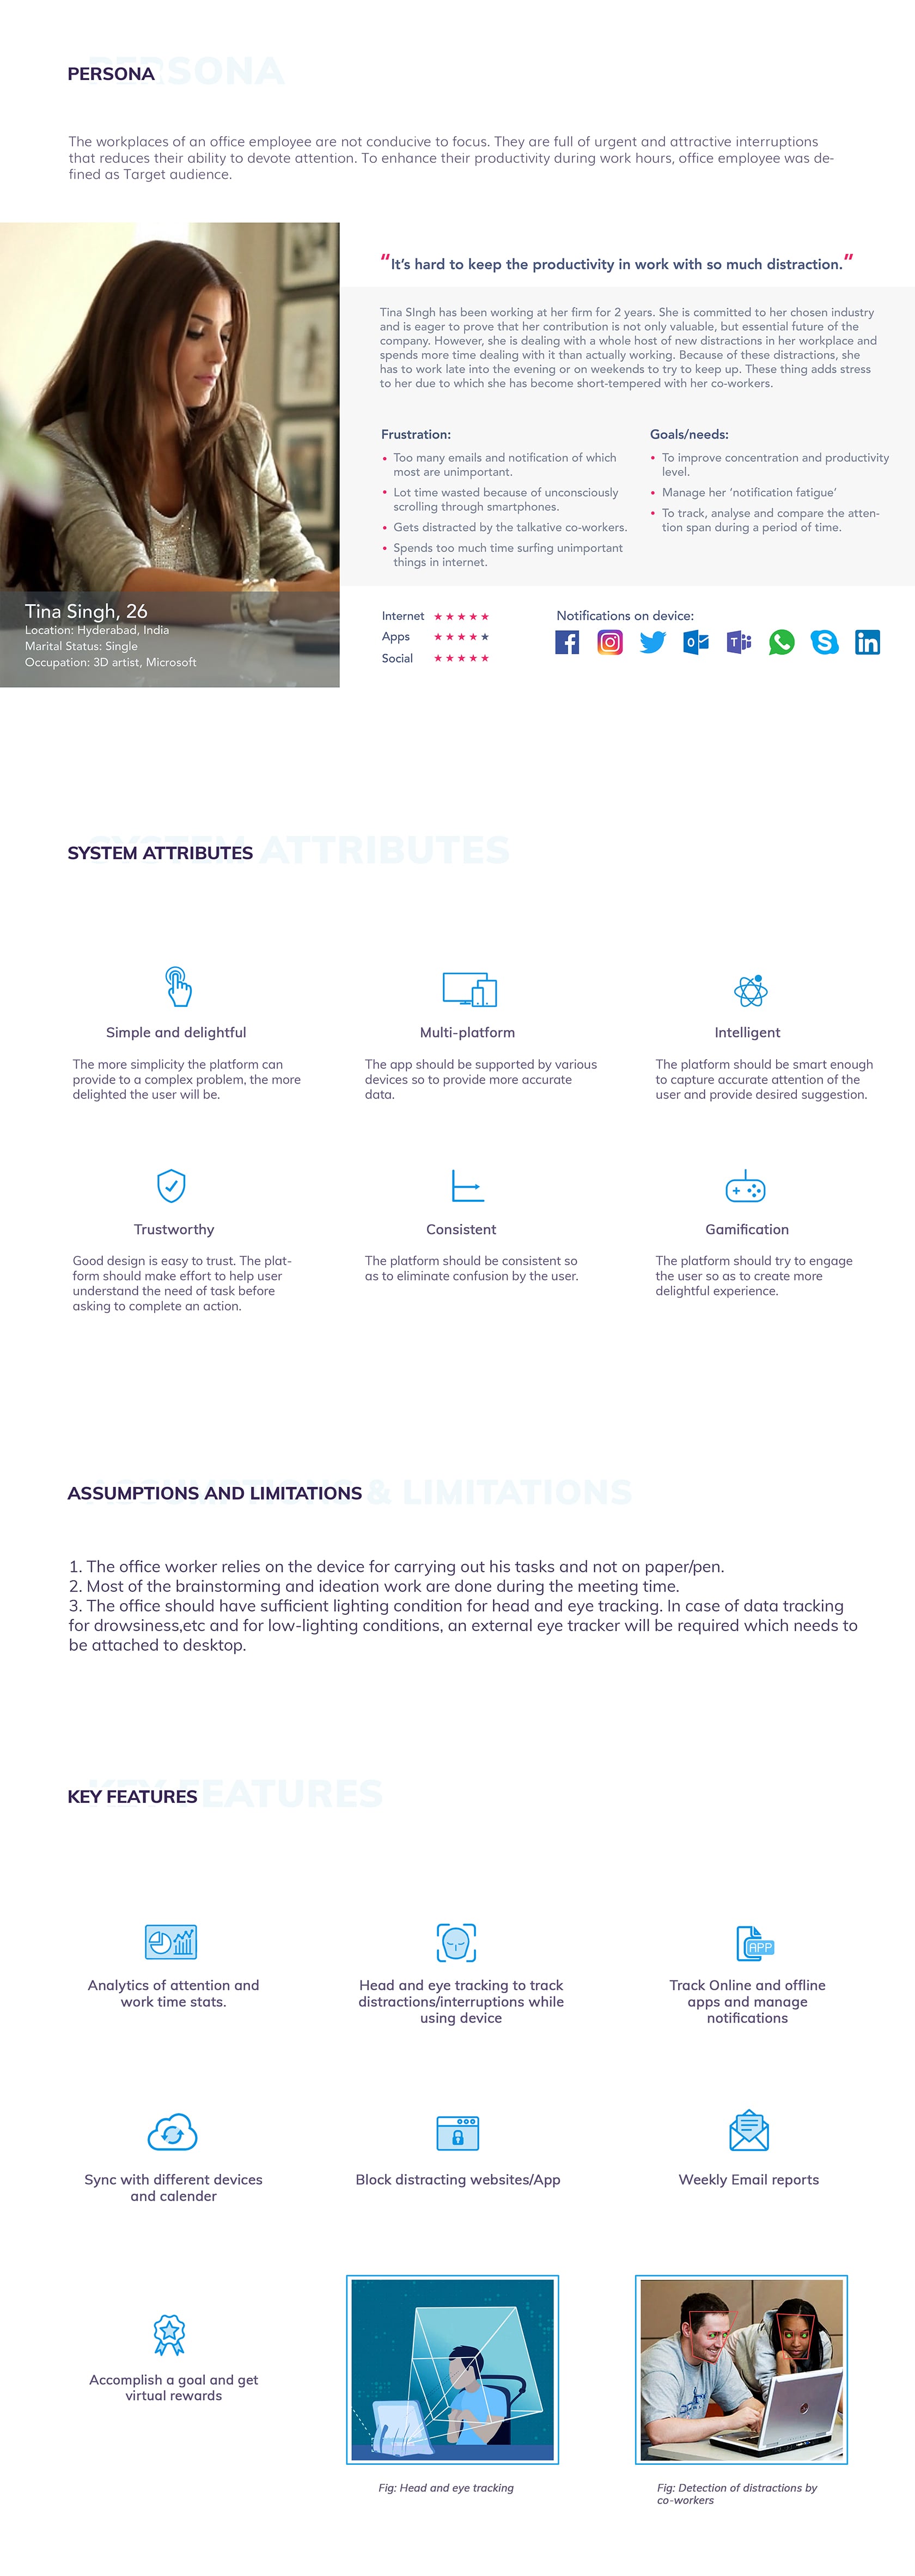 PERSONA
PERSONA
The workplaces of an office employee are not conducive to focus. They are full of urgent and attractive interruptions
that reduces their ability to devote attention. To enhance their productivity during work hours, office employee was de-
fined as Target audience.
“It’s hard to keep the productivity in work with so much distraction.”
Tina SIngh has been working at her firm for 2 years. She is committed to her chosen industry
and is eager to prove that her contribution is not only valuable, but essential future of the
company. However, she is dealing with a whole host of new distractions in her workplace and
spends more time dealing with it than actually working. Because of these distractions, she
has to work late into the evening or on weekends to try to keep up. These thing adds stress
to her due to which she has become short-tempered with her co-workers.
Frustration:
• Too many emails and notification of which
most are unimportant.
• Lot time wasted because of unconsciously
scrolling through smartphones.
• Gets distracted by the talkative co-workers.
• Spends too much time surfing unimportant
things in internet.
Goals/needs:
• To improve concentration and productivity
level.
• Manage her ‘notification fatigue’
• To track, analyse and compare the atten-
tion span during a period of time.
Tina Singh, 26
Location: Hyderabad, India
Marital Status: Single
Occupation: 3D artist, Microsoft
Internet ★★★★★
Apps ★★★★★
Social ★★★★★
Notifications on device:
SYSTEM ATTRIBUTES
SYSTEM ATTRIBUTES
Simple and delightful
The more simplicity the platform can
provide to a complex problem, the more
delighted the user will be.
Multi-platform
The app should be supported by various
devices so to provide more accurate
data.
Intelligent
The platform should be smart enough
to capture accurate attention of the
user and provide desired suggestion.
Trustworthy
Good design is easy to trust. The plat-
form should make effort to help user
understand the need of task before
asking to complete an action.
Consistent
The platform should be consistent so
as to eliminate confusion by the user.
Gamification
The platform should try to engage
the user so as to create more
delightful experience.
ASSUMPTIONS AND LIMITATIONS
ASSUMPTIONS & LIMITATIONS
1. The office worker relies on the device for carrying out his tasks and not on paper/pen.
2. Most of the brainstorming and ideation work are done during the meeting time.
3. The office should have sufficient lighting condition for head and eye tracking. In case of data tracking
for drowsiness,etc and for low-lighting conditions, an external eye tracker will be required which needs to
be attached to desktop.
KEY FEATURES
KEY FEATURES
Analytics of attention and
work time stats.
Head and eye tracking to track
distractions/interruptions while
using device
APP
Track Online and offline
apps and manage
notifications
Sync with different devices
and calender
Block distracting websites/App
Weekly Email reports
Accomplish a goal and get
virtual rewards
Fig: Head and eye tracking
Fig: Detection of distractions by
co-workers